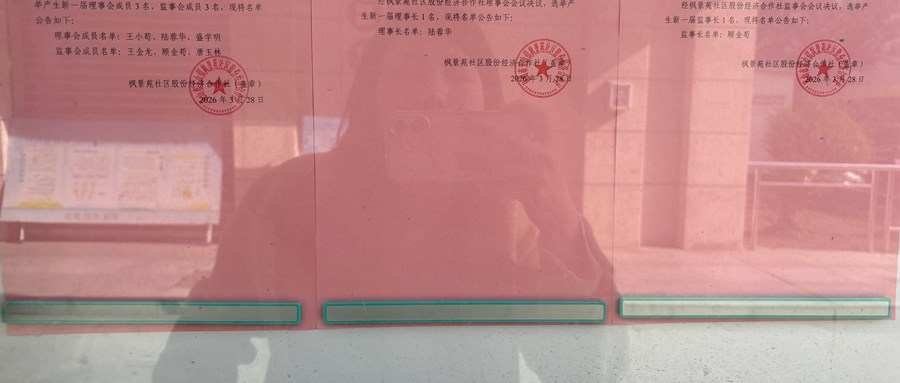 举产生新一届理事会成员3名，监事会成员3名，现将名单
公告如下：
理事会成员名单：王小荀、陆蓉华、盛学明
监事会成员名单：王金龙、顾金荀、唐玉林
枫景苑社区股份经济合作社（盖章）
2026年3月28日
经枫景苑社区股份经济合作社理事会会议决议，选举产
生新一届理事长1名，现将名单公告如下：
理事长名单：陆蓉华
枫景苑社区股份经济合作社（盖章）
2026年3月28日
经枫景苑社区股份经济合作社监事会会议决议，选举产
生新一届监事长1名，现将名单公告如下：
监事长名单：顾金荀
枫景苑社区股份经济合作社（盖章）
2026年3月28日